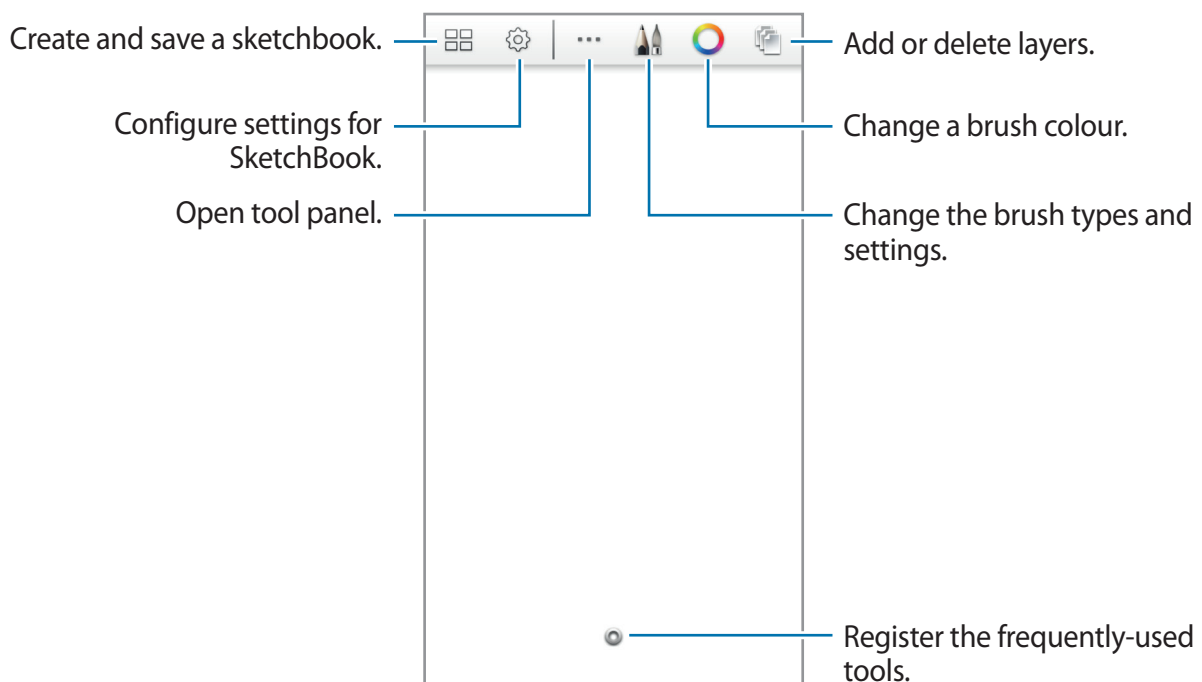 Create and save a sketchbook.
Configure settings for
SketchBook.
Open tool panel.
Add or delete layers.
Change a brush colour.
Change the brush types and
settings.
Register the frequently-used
tools.